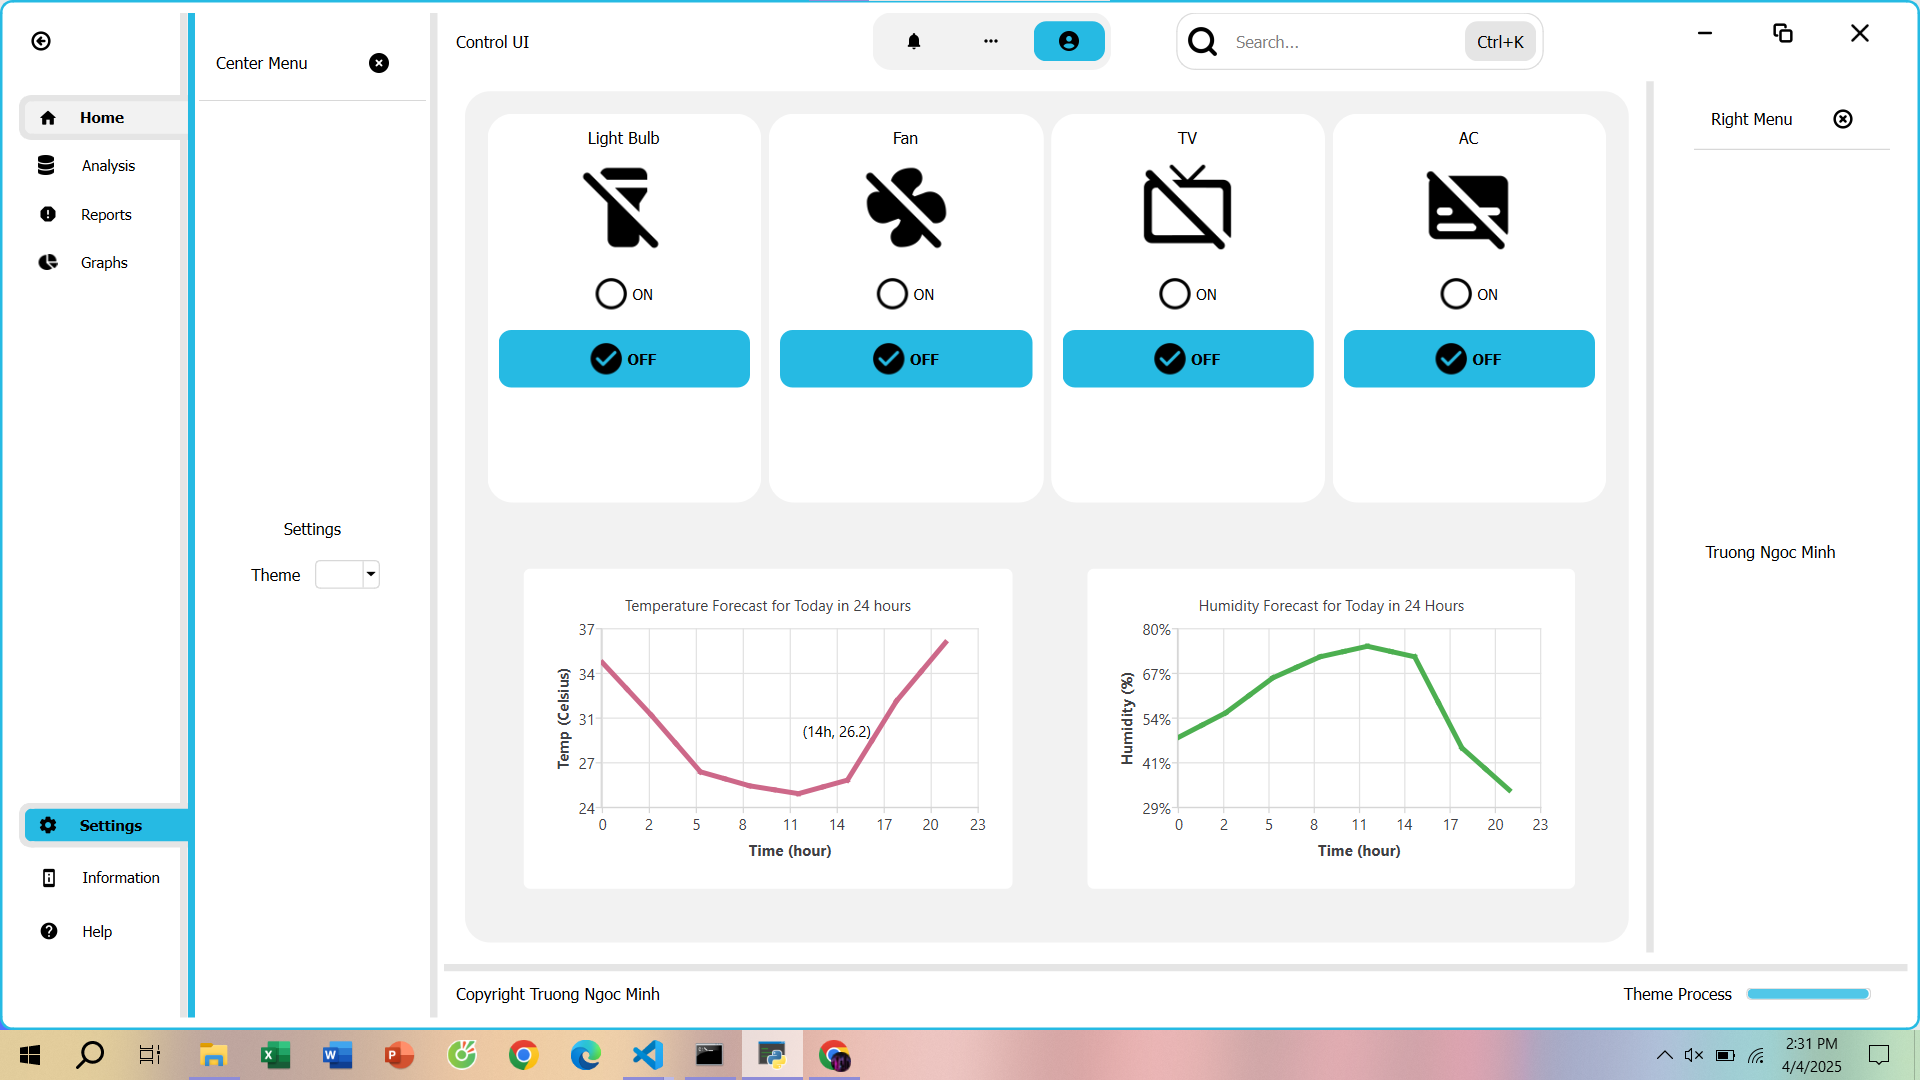 Center Menu
Home
Analysis
Reports
Graphs
Settings
Theme
Settings
Information
Help
Control UI
Search...
Ctrl+K
Light Bulb
ON
OFF
Fan
ON
OFF
TV
ON
OFF
AC
ON
OFF
Temperature Forecast for Today in 24 hours
Temp (Celsius)
37
34
31
27
24
(14h, 26.2)
0 2 5 8 11 14 17 20 23
Time (hour)
Humidity Forecast for Today in 24 Hours
Humidity (%)
80%
67%
54%
41%
29%
0 2 5 8 11 14 17 20 23
Time (hour)
Right Menu
Truong Ngoc Minh
Copyright Truong Ngoc Minh
Theme Process
2:31 PM
4/4/2025